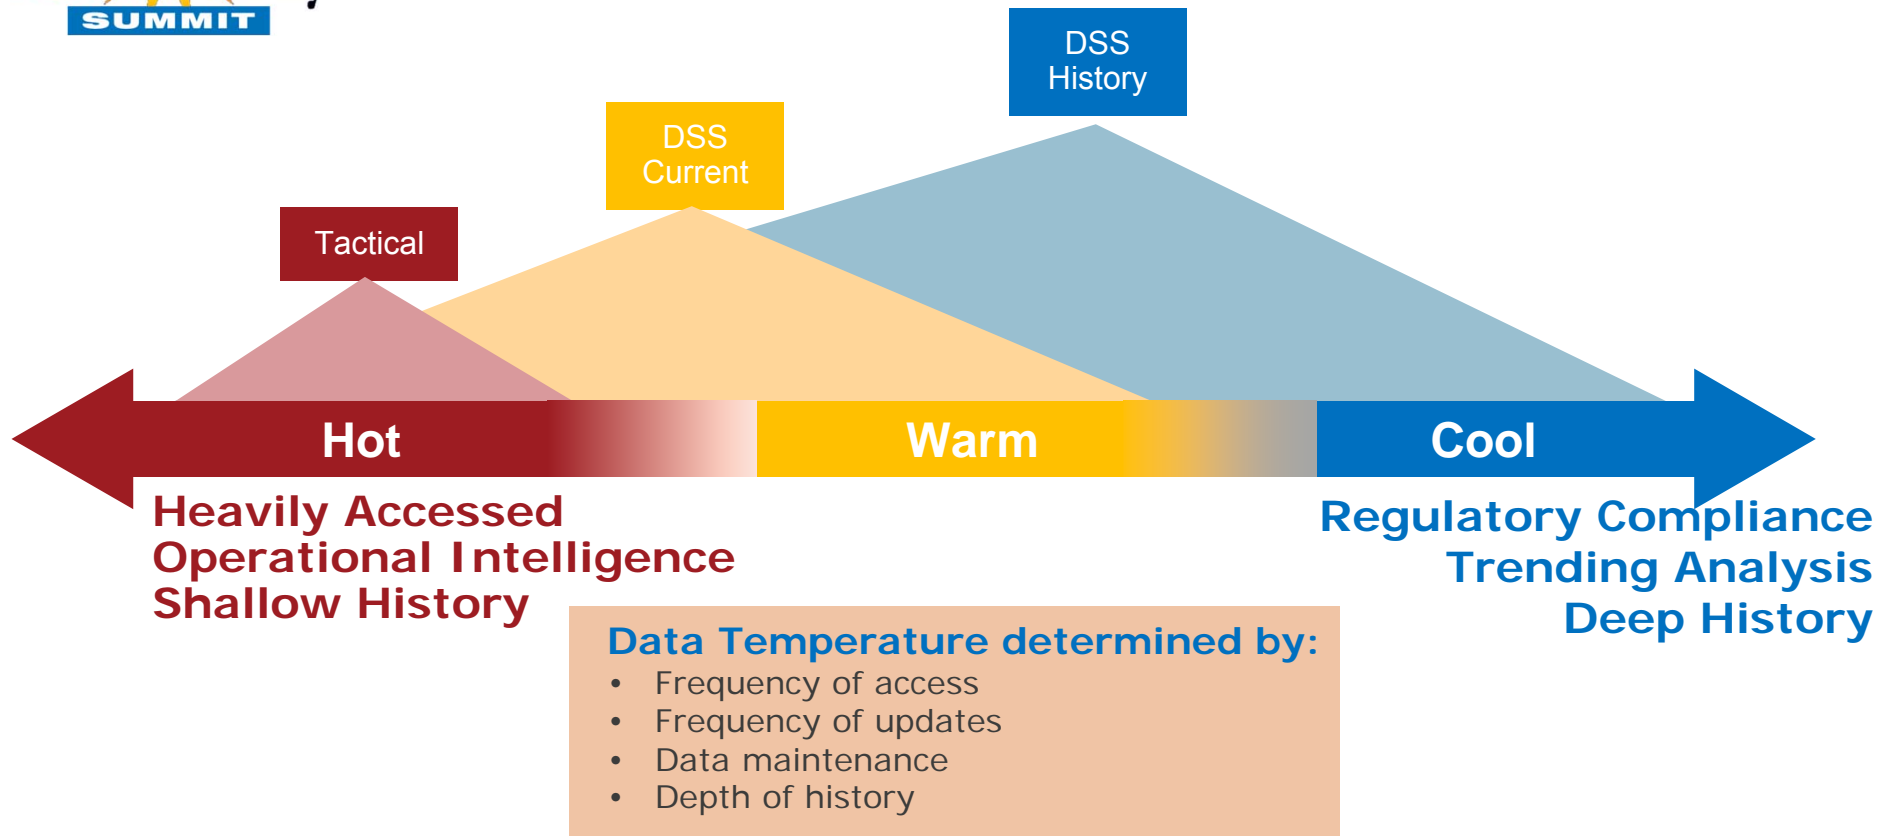 SUMMIT
DSS
History
DSS
Current
Tactical
Hot
Warm
Cool
Heavily Accessed
Operational Intelligence
Shallow History
Regulatory Compliance
Trending Analysis
Deep History
Data Temperature determined by:
• Frequency of access
• Frequency of updates
• Data maintenance
• Depth of history